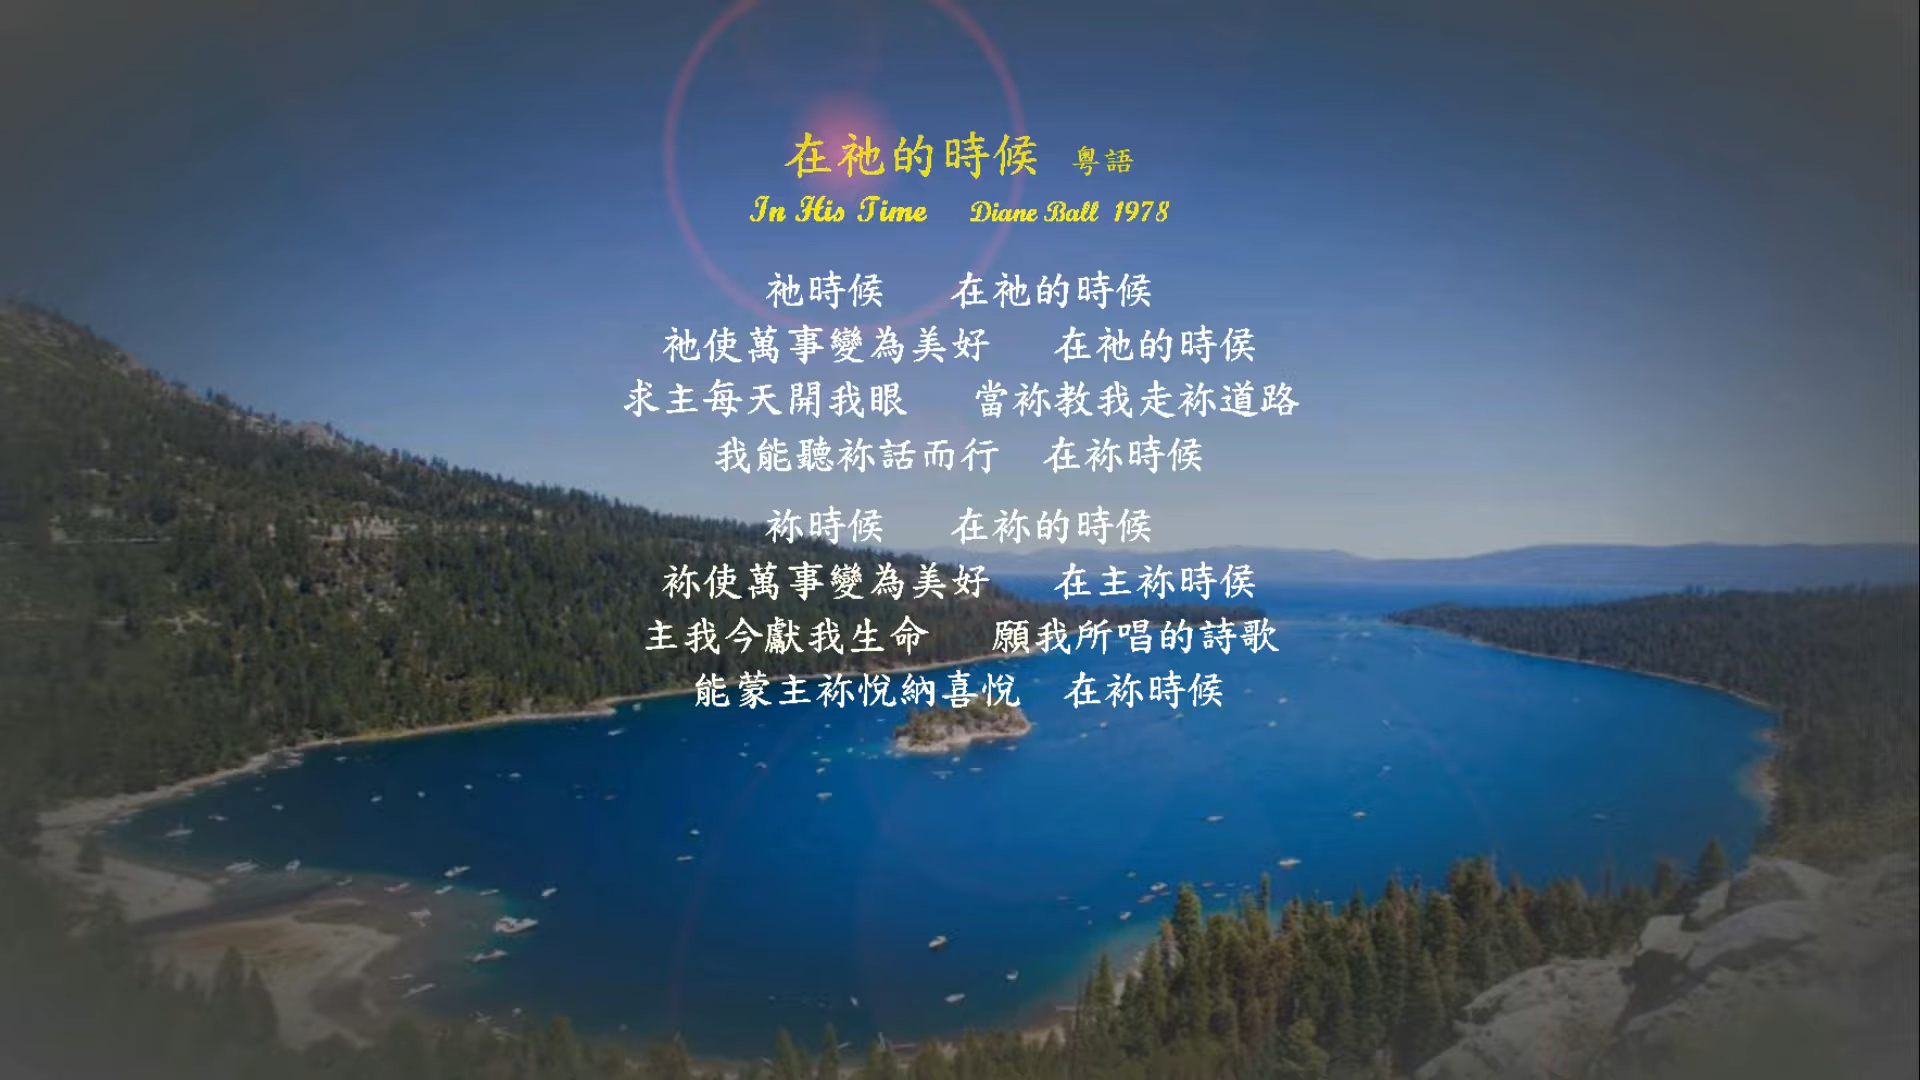 在祂的時候 粵語
In His Time Diane Ball 1978
祂時候 在祂的時候
祂使萬事變為美好 在祂的時侯
求主每天開我眼 當祢教我走祢道路
我能聽祢話而行 在祢時候
祢時候 在祢的時候
祢使萬事變為美好 在主祢時侯
主我今獻我生命 願我所唱的詩歌
能蒙主祢悅納喜悅 在祢時候